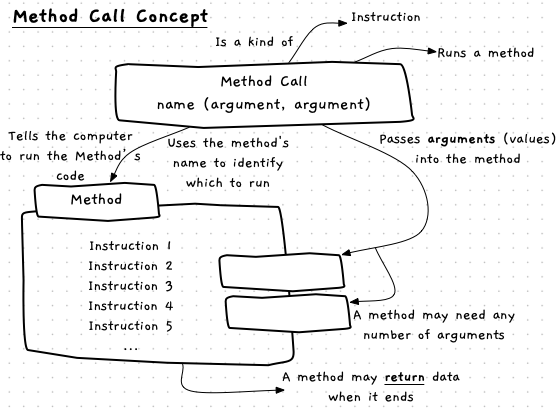 Method Call Concept
Instruction
Is a kind of
Runs a method
Method Call
name (argument, argument)
Tells the computer
to run the Method's
code
Uses the method's
name to identify
which to run
Passes arguments (values)
into the method
Method
Instruction 1
Instruction 2
Instruction 3
Instruction 4
Instruction 5
...
A method may need any
number of arguments
A method may return data
when it ends